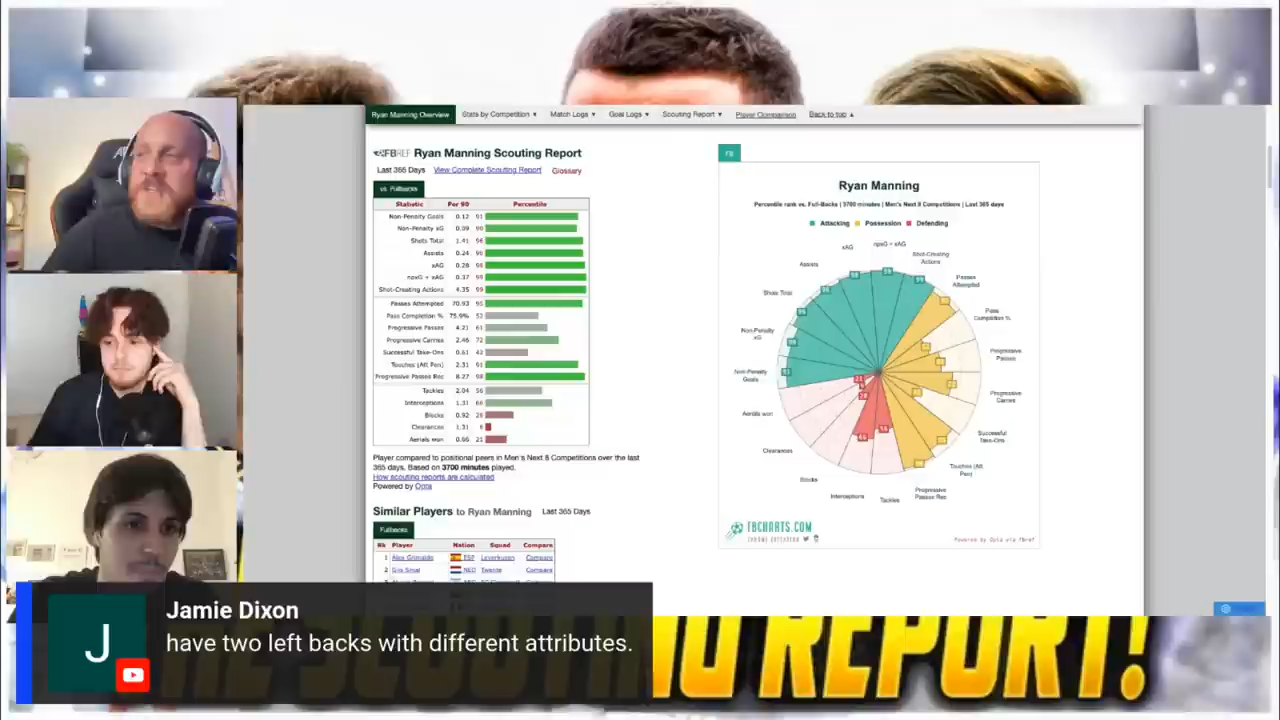 Ryan Manning Overview Stats by Competition ▼ Match Logs ▼ Goal Logs ▼ Scouting Report ▼ Player Comparison Back to top ▲
FBREF Ryan Manning Scouting Report
Last 365 Days View Complete Scouting Report Glossary
vs. Fullbacks
Statistic Per 90 Percentile
Non-Penalty Goals 0.12 91
Non-Penalty xG 0.09 90
Shots Total 1.41 96
Assists 0.24 96
xAG 0.28 98
npxG + xAG 0.37 99
Shot-Creating Actions 4.35 99
Passes Attempted 70.93 95
Pass Completion % 75.9% 52
Progressive Passes 4.21 61
Progressive Carries 2.46 72
Successful Take-Ons 0.61 42
Touches (Att Pen) 2.31 91
Progressive Passes Rec 8.27 98
Tackles 2.04 56
Interceptions 1.31 66
Blocks 0.92 28
Clearances 1.31 6
Aerials won 0.66 21
Player compared to positional peers in Men's Next 8 Competitions over the last
365 days. Based on 3700 minutes played.
How scouting reports are calculated
Powered by Opta
Similar Players to Ryan Manning Last 365 Days
Fullbacks
Rk Player Nation Squad Compare
1 Alex Grimaldo ESP Leverkusen Compare
2 Gijs Smal NED Twente Compare
FB
Ryan Manning
Percentile rank vs. Full-Backs | 3700 minutes | Men's Next 8 Competitions | Last 365 days
Attacking Possession Defending
npxG + xAG
xAG
Shot-Creating
Actions
Assists
Passes
Attempted
Shots Total
Pass
Completion %
Non-Penalty
xG
Progressive
Passes
Non-Penalty
Goals
Progressive
Carries
Aerials won
Successful
Take-Ons
Clearances
Touches (Att
Pen)
Blocks
Progressive
Passes Rec
Interceptions
Tackles
TBCHARTS.COM
Powered by Opta via fbref
J
Jamie Dixon
have two left backs with different attributes.
REPORT!